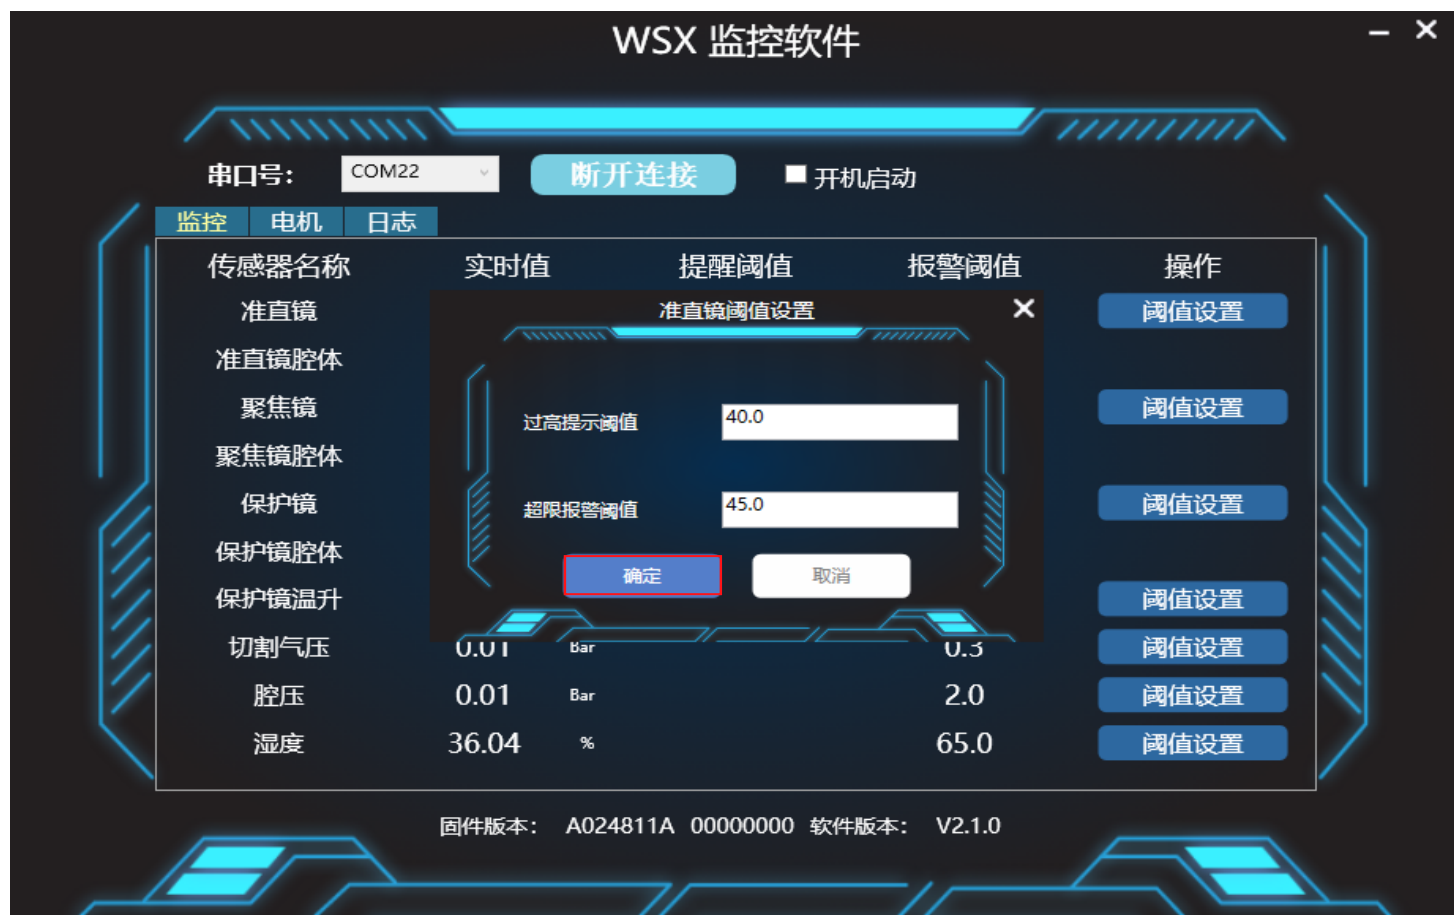 WSX 监控软件
串口号： COM22 断开连接 开机启动
监控 电机 日志
传感器名称 实时值 提醒阈值 报警阈值 操作
准直镜 阈值设置
准直镜阈值设置
准直镜腔体
聚焦镜 阈值设置
过高提示阈值 40.0
聚焦镜腔体
保护镜 阈值设置
超限报警阈值 45.0
保护镜腔体
确定 取消
保护镜温升 阈值设置
切割气压 0.01 Bar 0.3 阈值设置
腔压 0.01 Bar 2.0 阈值设置
湿度 36.04 % 65.0 阈值设置
固件版本： A024811A 00000000 软件版本： V2.1.0